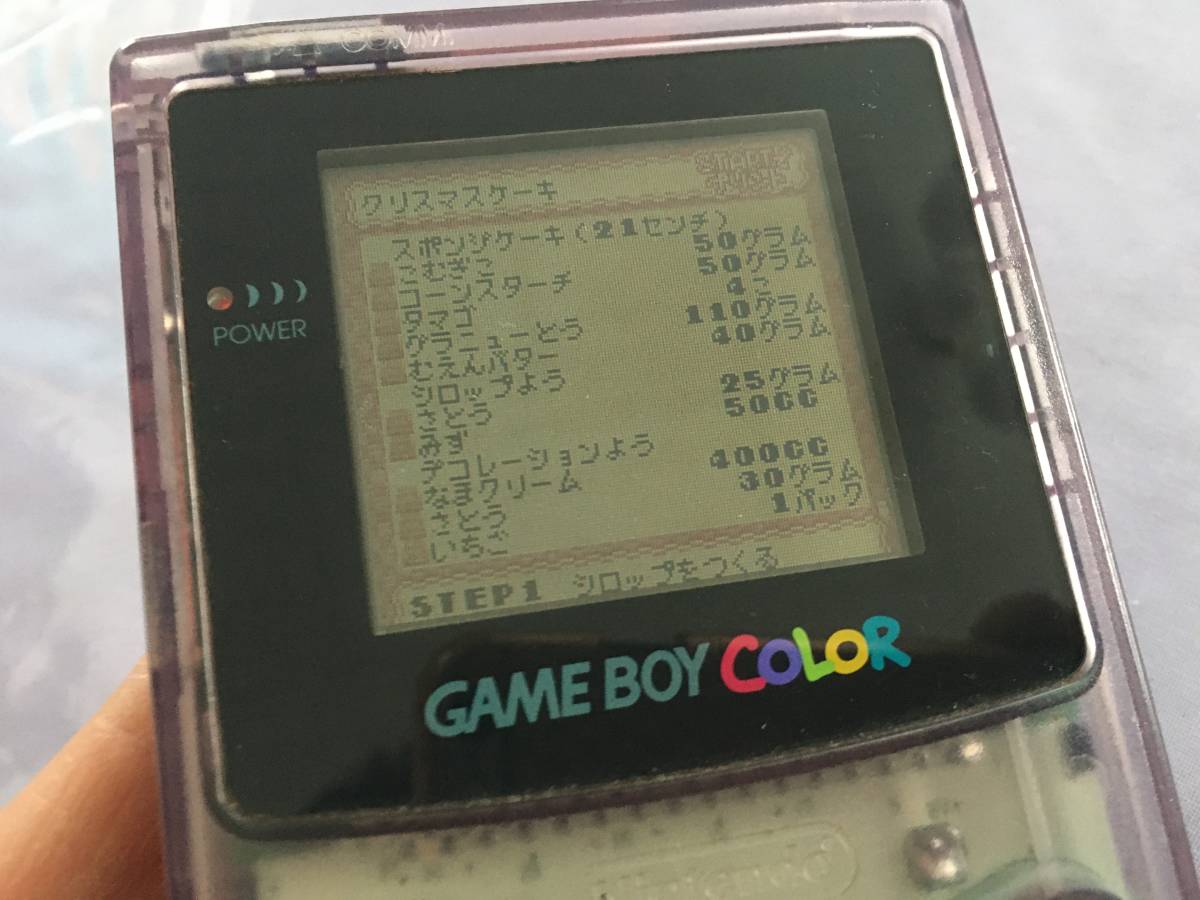 COMM.
START?
クリスマスケーキ
スポンジケーキ(21センチ)
こむぎこ 50グラム
コーンスターチ 50グラム
タマゴ 4こ
グラニューとう 110グラム
むえんバター 40グラム
シロップよう
さとう 25グラム
みず 50CC
デコレーションよう
なまクリーム 400CC
さとう 30グラム
いちご 1パック
STEP1 シロップをつくる
POWER
GAME BOY COLOR
Nintendo